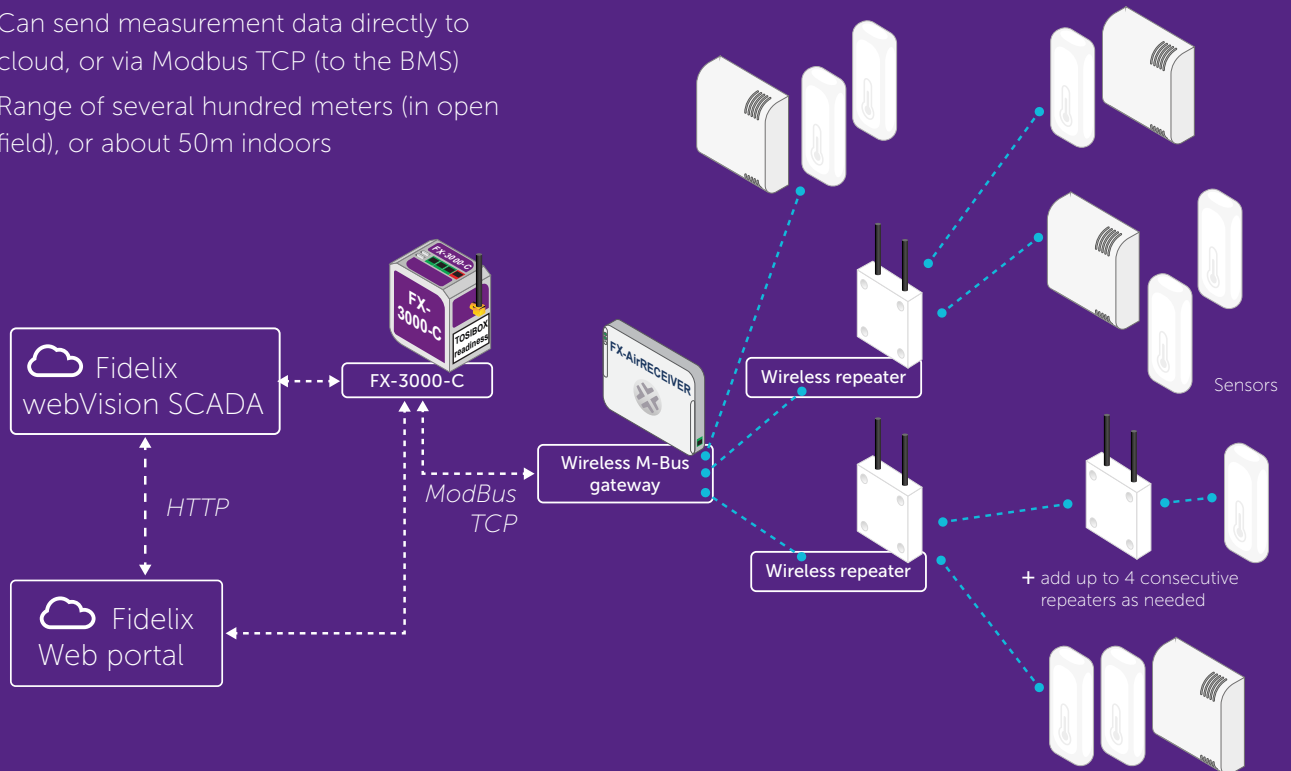 Can send measurement data directly to
cloud, or via Modbus TCP (to the BMS)
Range of several hundred meters (in open
field), or about 50m indoors
FX-3000-C
FX-
3000-C
TOSIBOX
readiness
FX-3000-C
Fidelix
webVision SCADA
HTTP
Fidelix
Web portal
ModBus
TCP
FX-AirRECEIVER
Wireless M-Bus
gateway
Wireless repeater
Sensors
Wireless repeater
+ add up to 4 consecutive
repeaters as needed